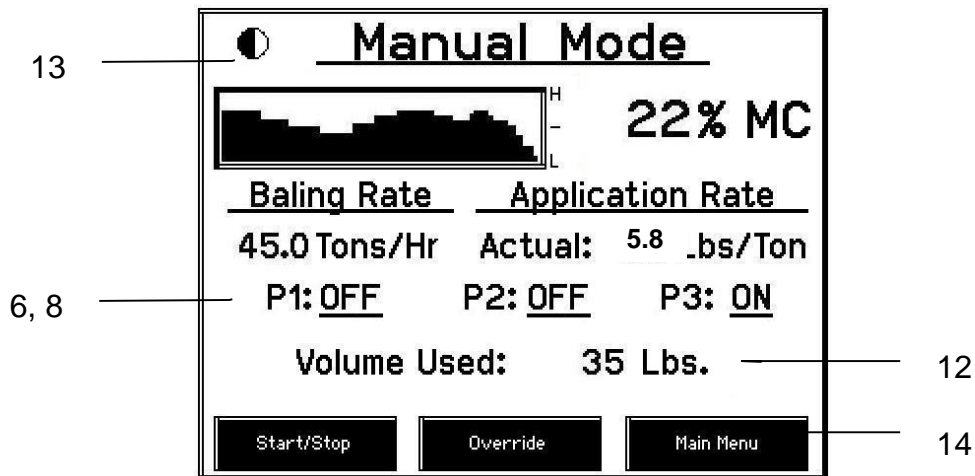 Manual Mode
13
H
–
L
22% MC
Baling Rate Application Rate
45.0 Tons/Hr Actual: 5.8 .bs/Ton
6, 8
P1: OFF P2: OFF P3: ON
Volume Used: 35 Lbs.
12
Start/Stop Override Main Menu
14